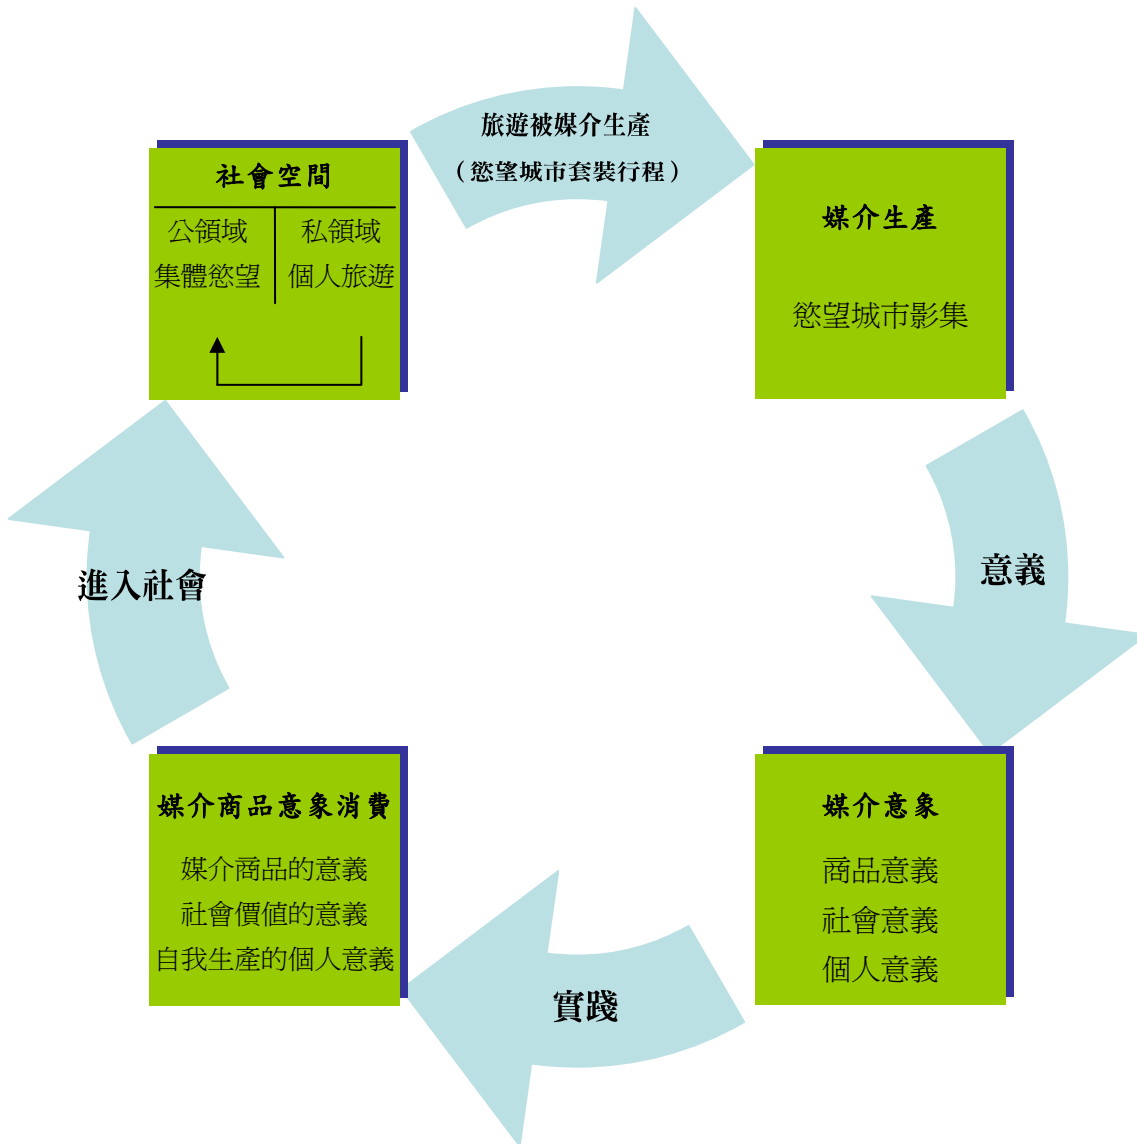 旅遊被媒介生產
（慾望城市套裝行程）
社會空間
公領域 私領域
集體慾望 個人旅遊
媒介生產
慾望城市影集
進入社會
意義
媒介商品意象消費
媒介商品的意義
社會價值的意義
自我生產的個人意義
媒介意象
商品意義
社會意義
個人意義
實踐